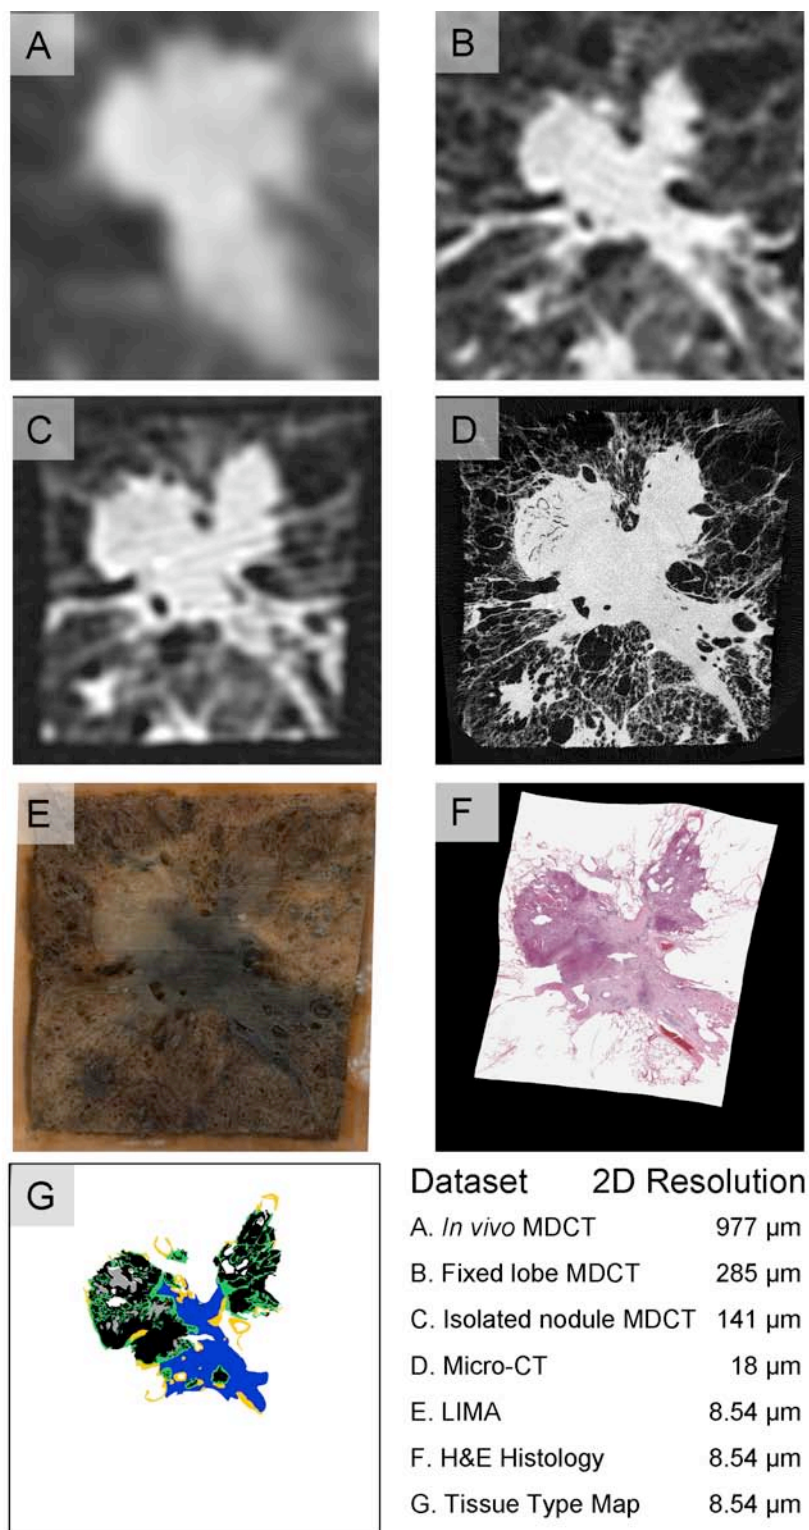 A
B
C
D
E
F
G
Dataset 2D Resolution
A. In vivo MDCT 977 µm
B. Fixed lobe MDCT 285 µm
C. Isolated nodule MDCT 141 µm
D. Micro-CT 18 µm
E. LIMA 8.54 µm
F. H&E Histology 8.54 µm
G. Tissue Type Map 8.54 µm